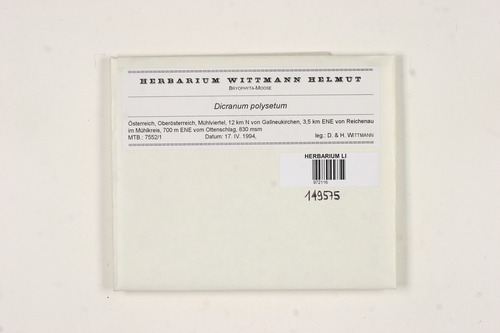 HERBARIUM WITTMANN HELMUT
BRYOPHYTA-MOOSE
Dicranum polysetum
Österreich, Oberösterreich, Mühlviertel, 12 km N von Gallneukirchen, 3,5 km ENE von Reichenau
im Mühlkreis, 700 m ENE vom Ottenschlag, 830 msm
MTB.: 7552/1 Datum: 17. IV. 1994, leg.: D. & H. WITTMANN
HERBARIUM LI
972116
149575